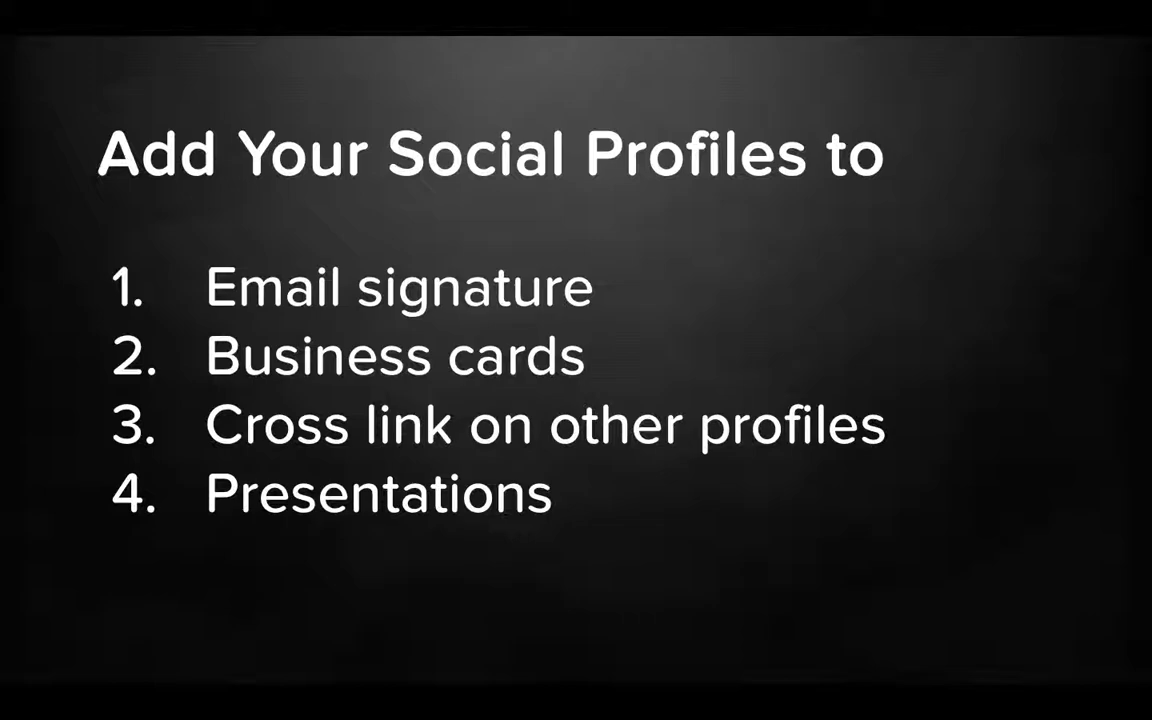 Add Your Social Profiles to
1. Email signature
2. Business cards
3. Cross link on other profiles
4. Presentations